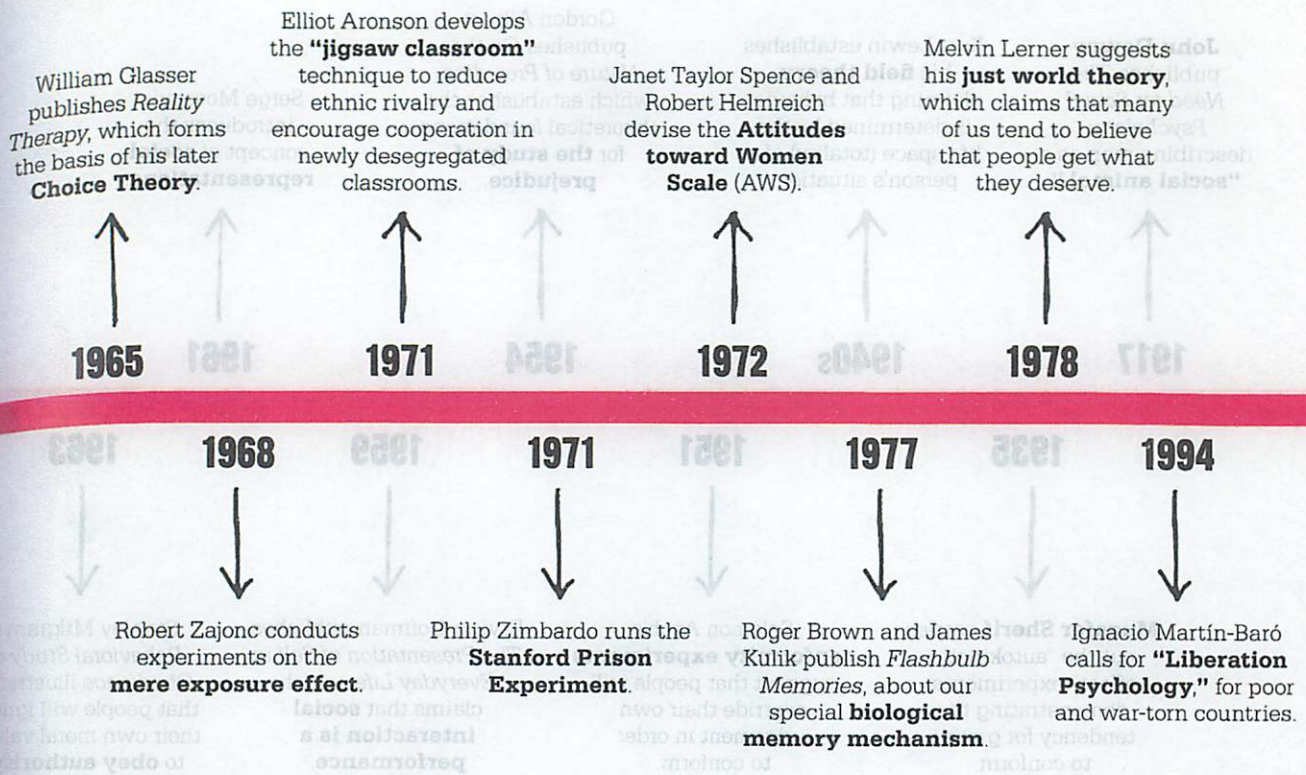 William Glasser
publishes Reality
Therapy, which forms
the basis of his later
Choice Theory.
1965
Elliot Aronson develops
the "jigsaw classroom"
technique to reduce
ethnic rivalry and
encourage cooperation in
newly desegregated
classrooms.
1971
Janet Taylor Spence and
Robert Helmreich
devise the Attitudes
toward Women
Scale (AWS).
1972
Melvin Lerner suggests
his just world theory,
which claims that many
of us tend to believe
that people get what
they deserve.
1978
1968
Robert Zajonc conducts
experiments on the
mere exposure effect.
1971
Philip Zimbardo runs the
Stanford Prison
Experiment.
1977
Roger Brown and James
Kulik publish Flashbulb
Memories, about our
special biological
memory mechanism.
1994
Ignacio Martín-Baró
calls for "Liberation
Psychology," for poor
and war-torn countries.